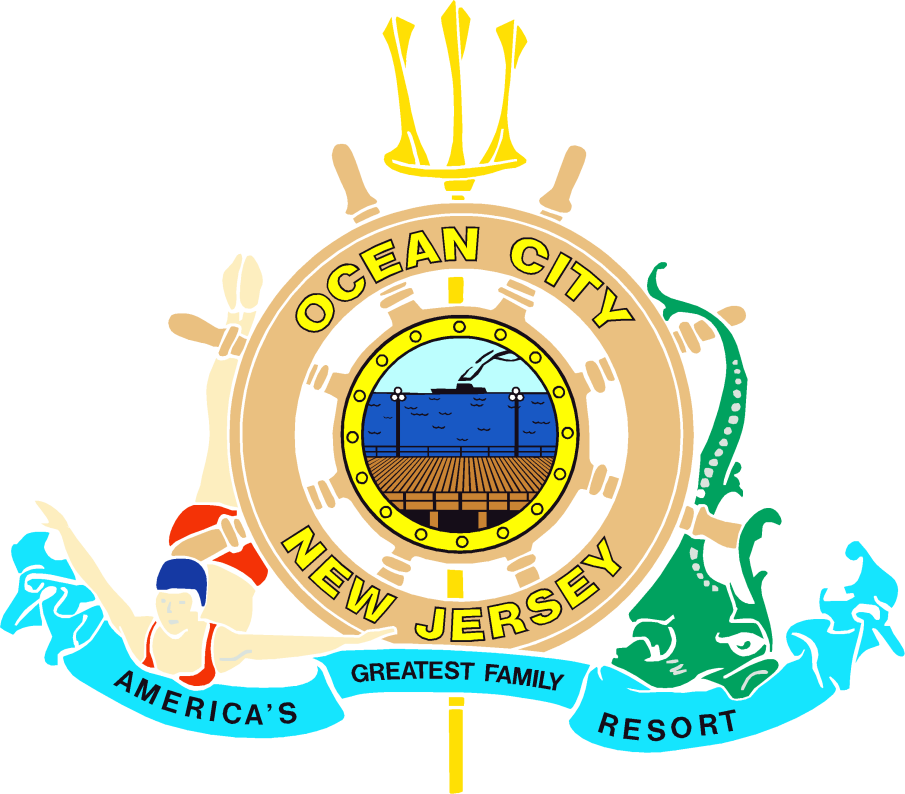 OCEAN CITY
NEW JERSEY
AMERICA'S
GREATEST FAMILY
RESORT